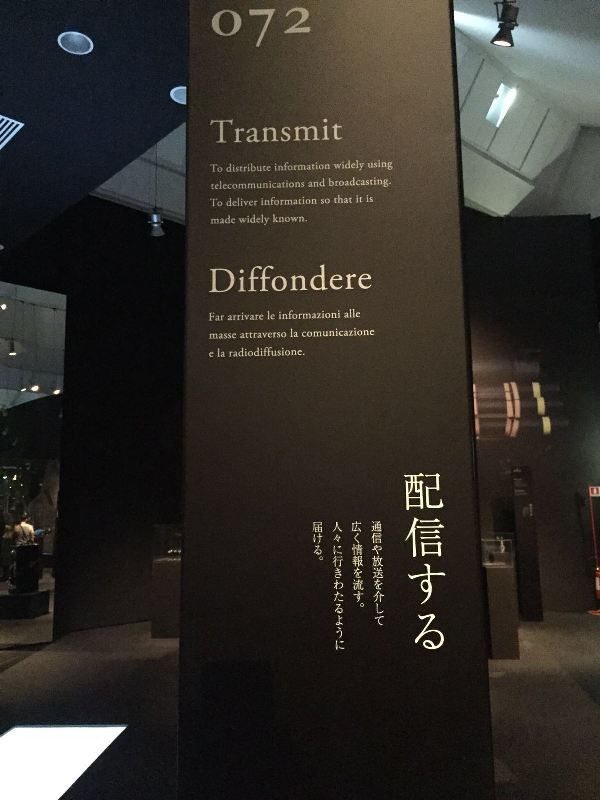 072
Transmit
To distribute information widely using
telecommunications and broadcasting.
To deliver information so that it is
made widely known.
Diffondere
Far arrivare le informazioni alle
masse attraverso la comunicazione
e la radiodiffusione.
配信する
通信や放送を介して
広く情報を流す。
人々に行きわたるように
届ける。